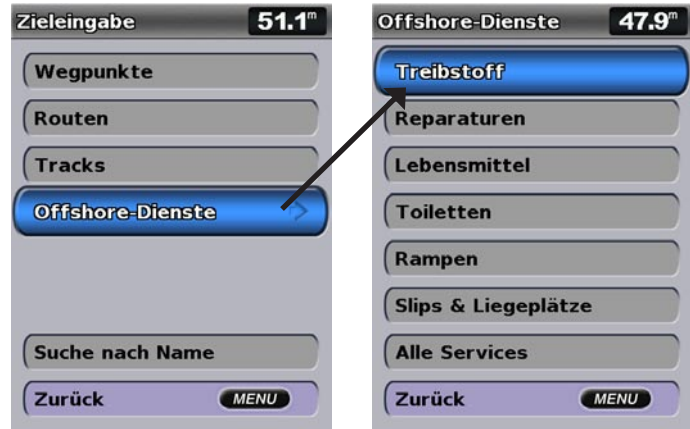 Zieleingabe 51.1m
Wegpunkte
Routen
Tracks
Offshore-Dienste
Suche nach Name
Zurück MENU
Offshore-Dienste 47.9m
Treibstoff
Reparaturen
Lebensmittel
Toiletten
Rampen
Slips & Liegeplätze
Alle Services
Zurück MENU